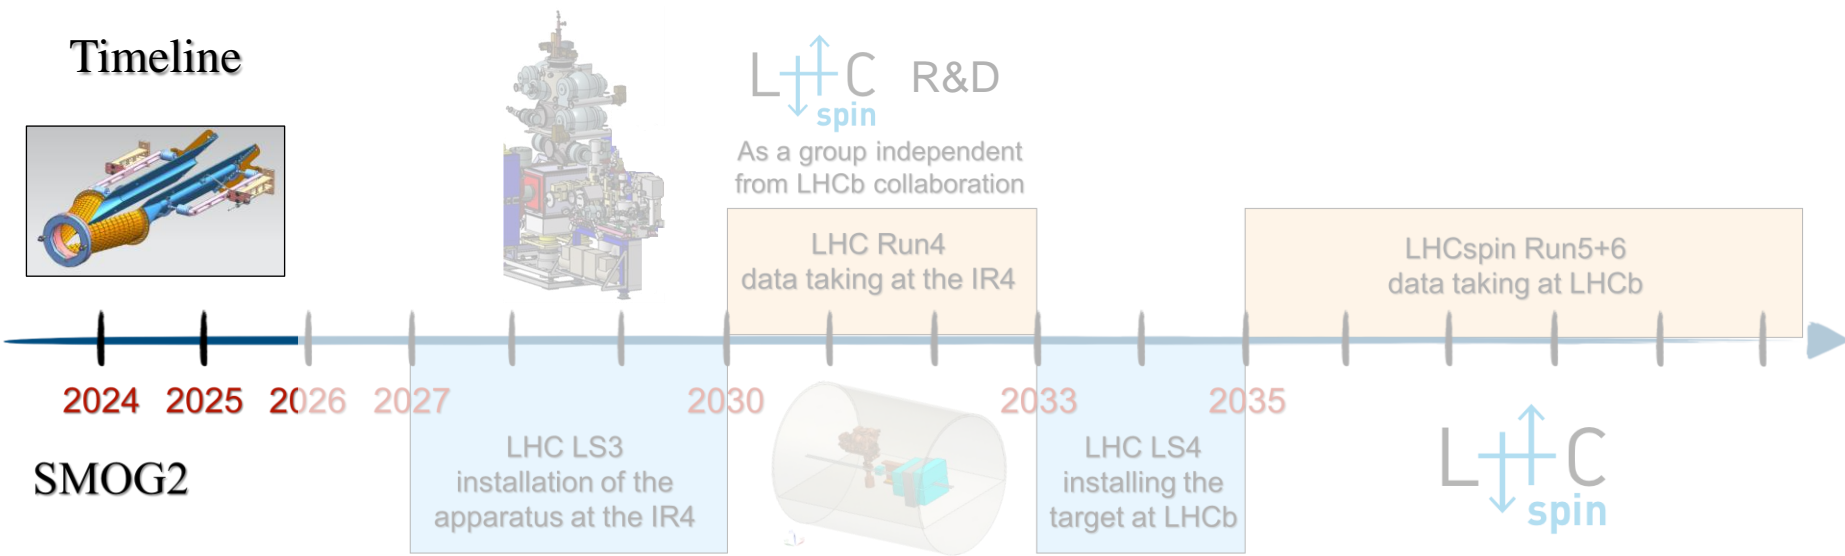 Timeline
LHC
spin
R&D
As a group independent
from LHCb collaboration
LHC Run4
data taking at the IR4
LHCspin Run5+6
data taking at LHCb
2024 2025 2026 2027 2030 2033 2035
SMOG2
LHC LS3
installation of the
apparatus at the IR4
LHC LS4
installing the
target at LHCb
LHC
spin